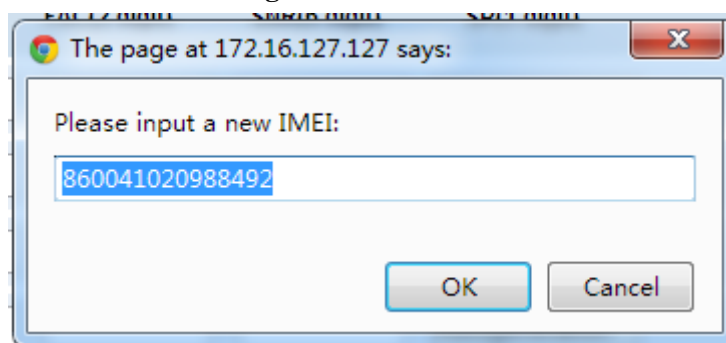 The page at 172.16.127.127 says:
Please input a new IMEI:
860041020988492
OK
Cancel